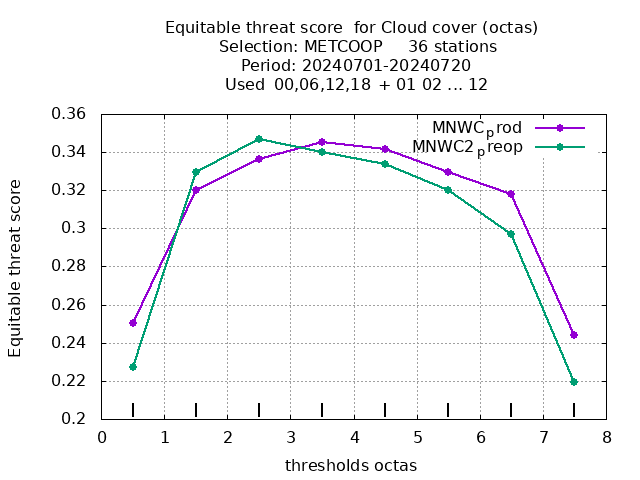 Equitable threat score  for Cloud cover (octas)
Selection: METCOOP     36 stations
Period: 20240701-20240720
Used  00,06,12,18 + 01 02 ... 12
MNWC_prod
MNWC2_preop
Equitable threat score
0.36
0.34
0.32
0.3
0.28
0.26
0.24
0.22
0.2
0 1 2 3 4 5 6 7 8
thresholds octas